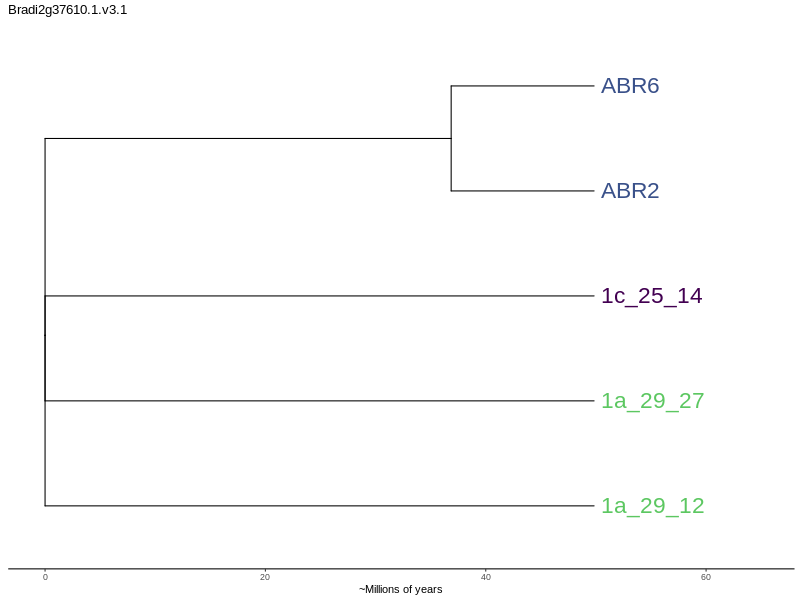 Bradi2g37610.1.v3.1
ABR6
ABR2
1c_25_14
1a_29_27
1a_29_12
0 20 40 60
~Millions of years